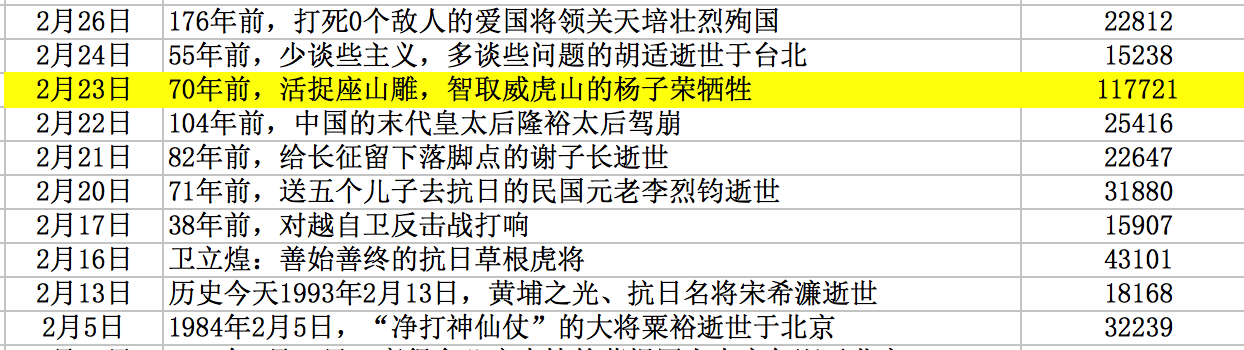 2月26日 176年前，打死0个敌人的爱国将领关天培壮烈殉国 22812
2月24日 55年前，少谈些主义，多谈些问题的胡适逝世于台北 15238
2月23日 70年前，活捉座山雕，智取威虎山的杨子荣牺牲 117721
2月22日 104年前，中国的末代皇太后隆裕太后驾崩 25416
2月21日 82年前，给长征留下落脚点的谢子长逝世 22647
2月20日 71年前，送五个儿子去抗日的民国元老李烈钧逝世 31880
2月17日 38年前，对越自卫反击战打响 15907
2月16日 卫立煌：善始善终的抗日草根虎将 43101
2月13日 历史今天1993年2月13日，黄埔之光、抗日名将宋希濂逝世 18168
2月5日 1984年2月5日，“净打神仙仗”的大将粟裕逝世于北京 32239